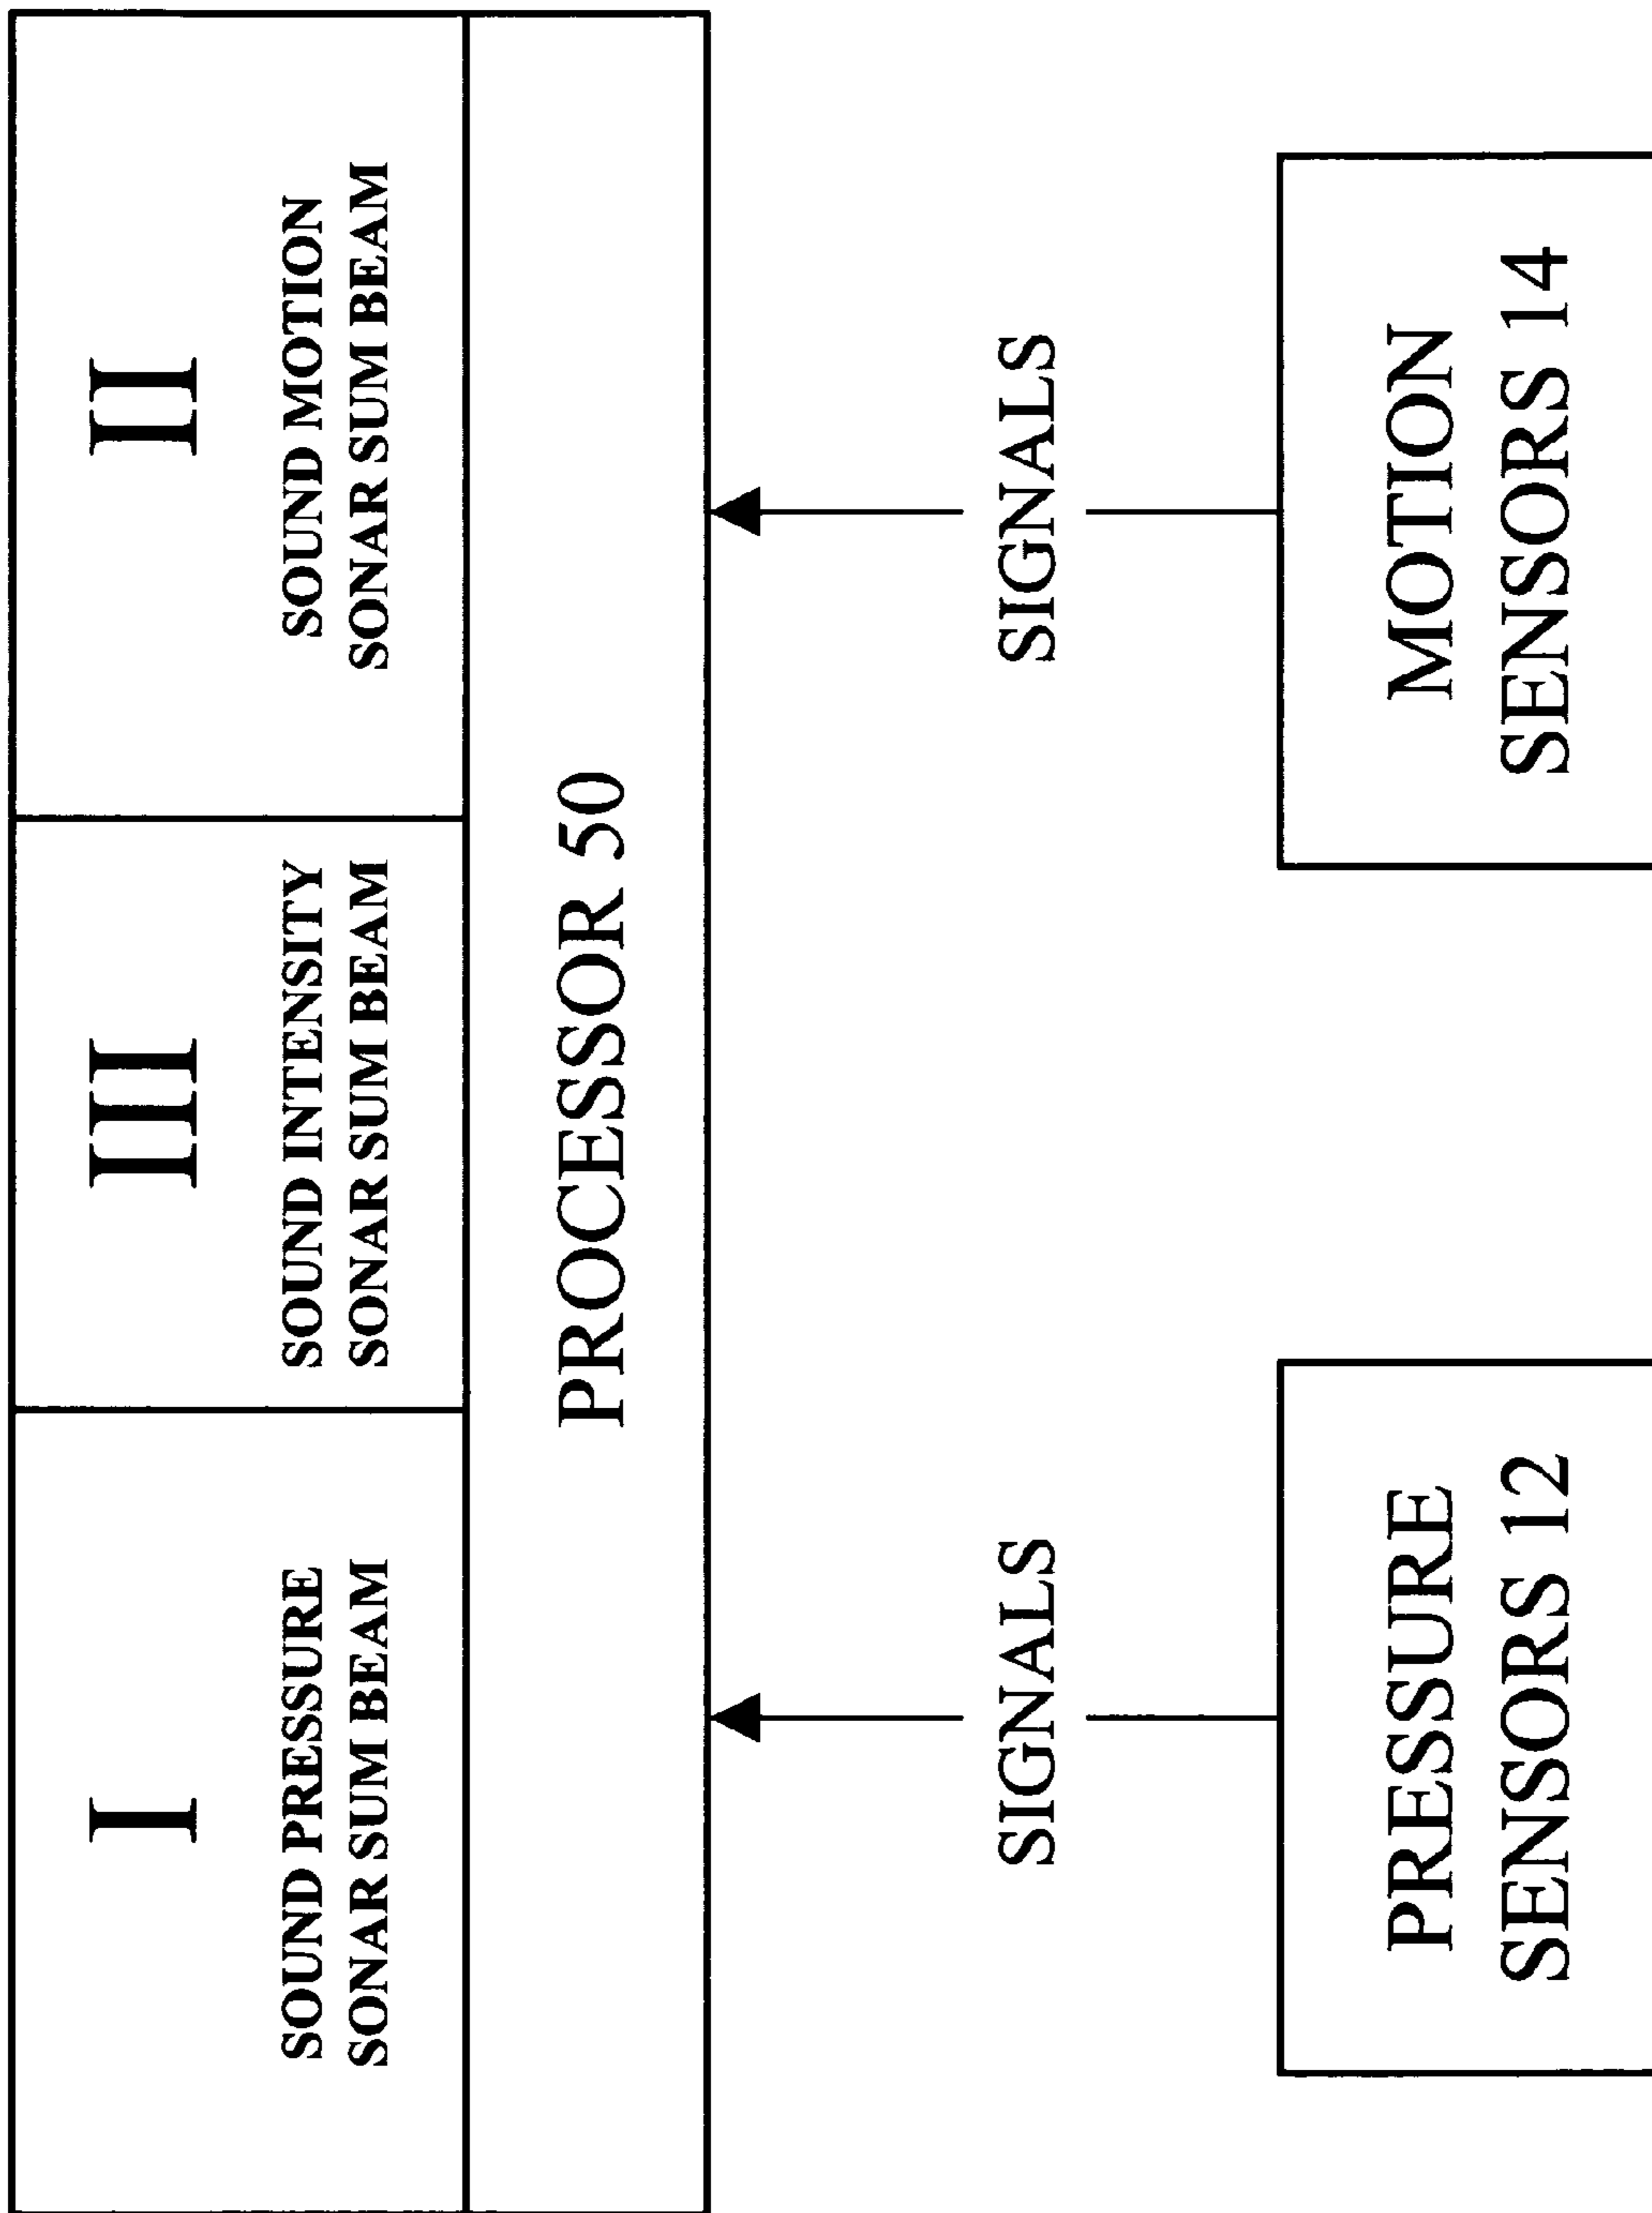 I
SOUND PRESSURE
SONAR SUM BEAM
III
SOUND INTENSITY
SONAR SUM BEAM
II
SOUND MOTION
SONAR SUM BEAM
PROCESSOR 50
SIGNALS
SIGNALS
PRESSURE
SENSORS 12
MOTION
SENSORS 14